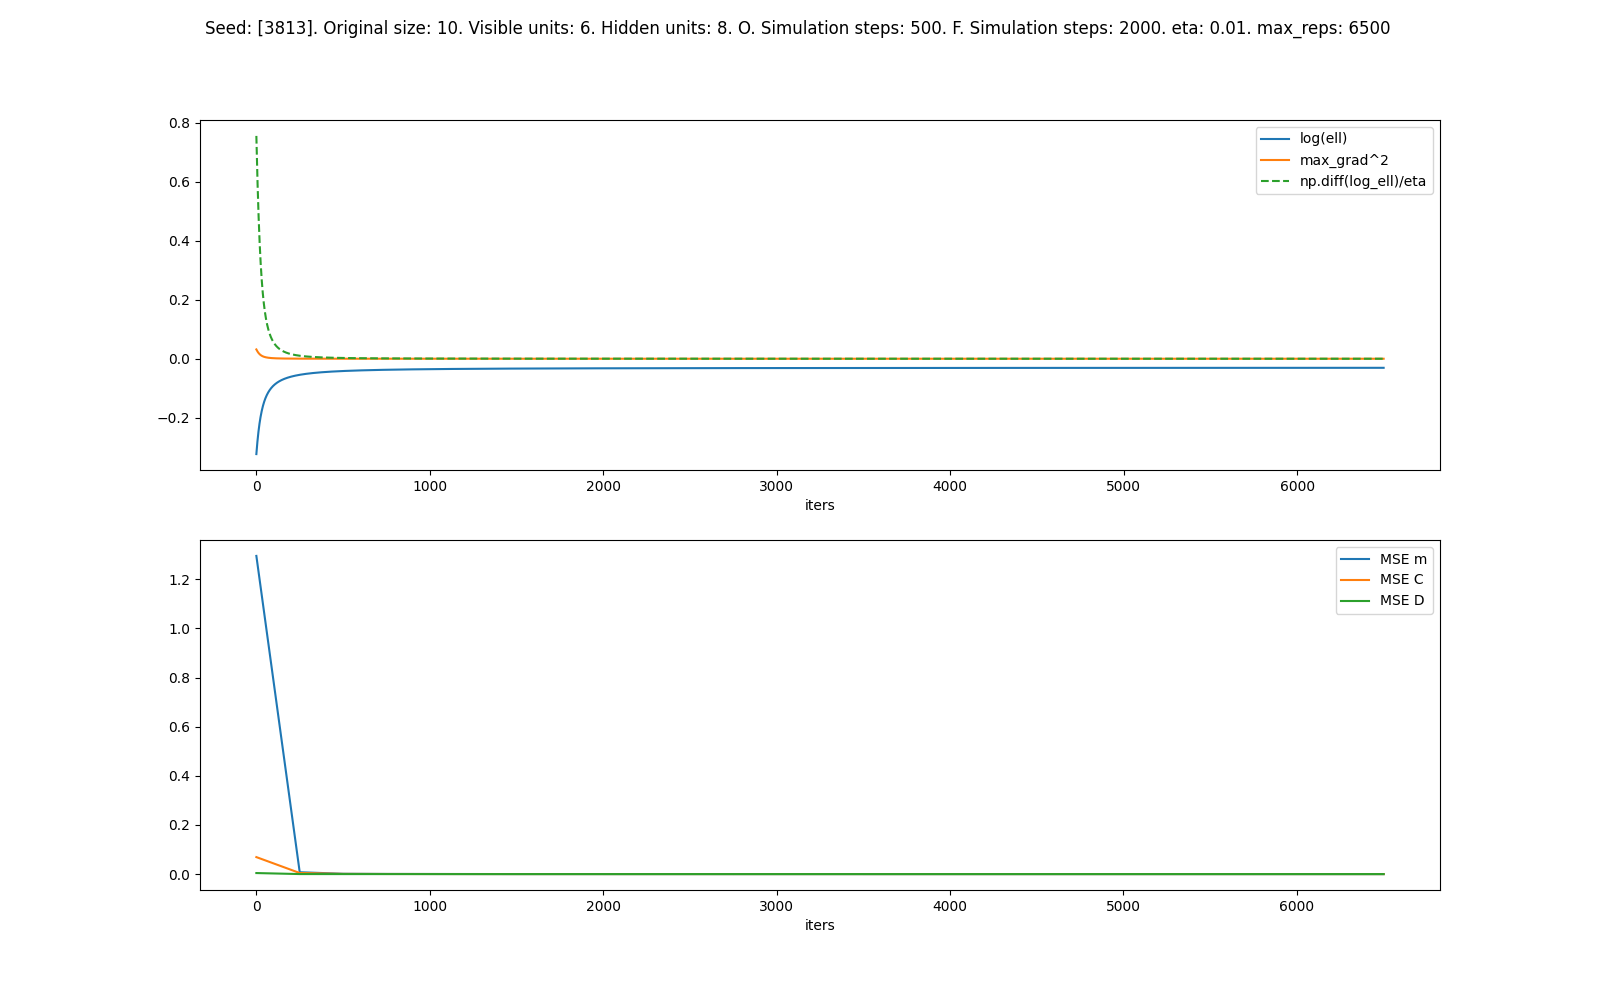 Seed: [3813]. Original size: 10. Visible units: 6. Hidden units: 8. O. Simulation steps: 500. F. Simulation steps: 2000. eta: 0.01. max_reps: 6500
0.8
0.6
0.4
0.2
0.0
−0.2
log(ell)
max_grad^2
np.diff(log_ell)/eta
0 1000 2000 3000 4000 5000 6000
iters
1.2
1.0
0.8
0.6
0.4
0.2
0.0
MSE m
MSE C
MSE D
0 1000 2000 3000 4000 5000 6000
iters